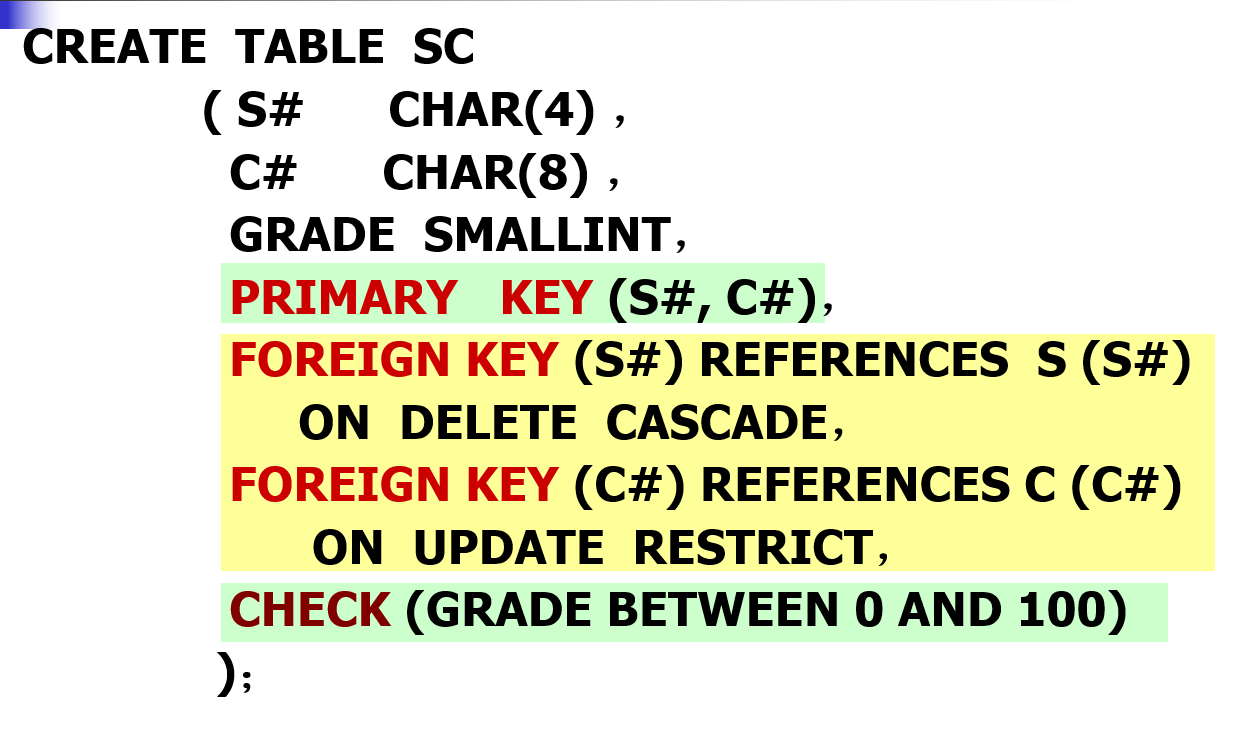 CREATE TABLE SC
( S# CHAR(4) ，
C# CHAR(8) ，
GRADE SMALLINT，
PRIMARY KEY (S#, C#)，
FOREIGN KEY (S#) REFERENCES S (S#)
ON DELETE CASCADE，
FOREIGN KEY (C#) REFERENCES C (C#)
ON UPDATE RESTRICT，
CHECK (GRADE BETWEEN 0 AND 100)
)；